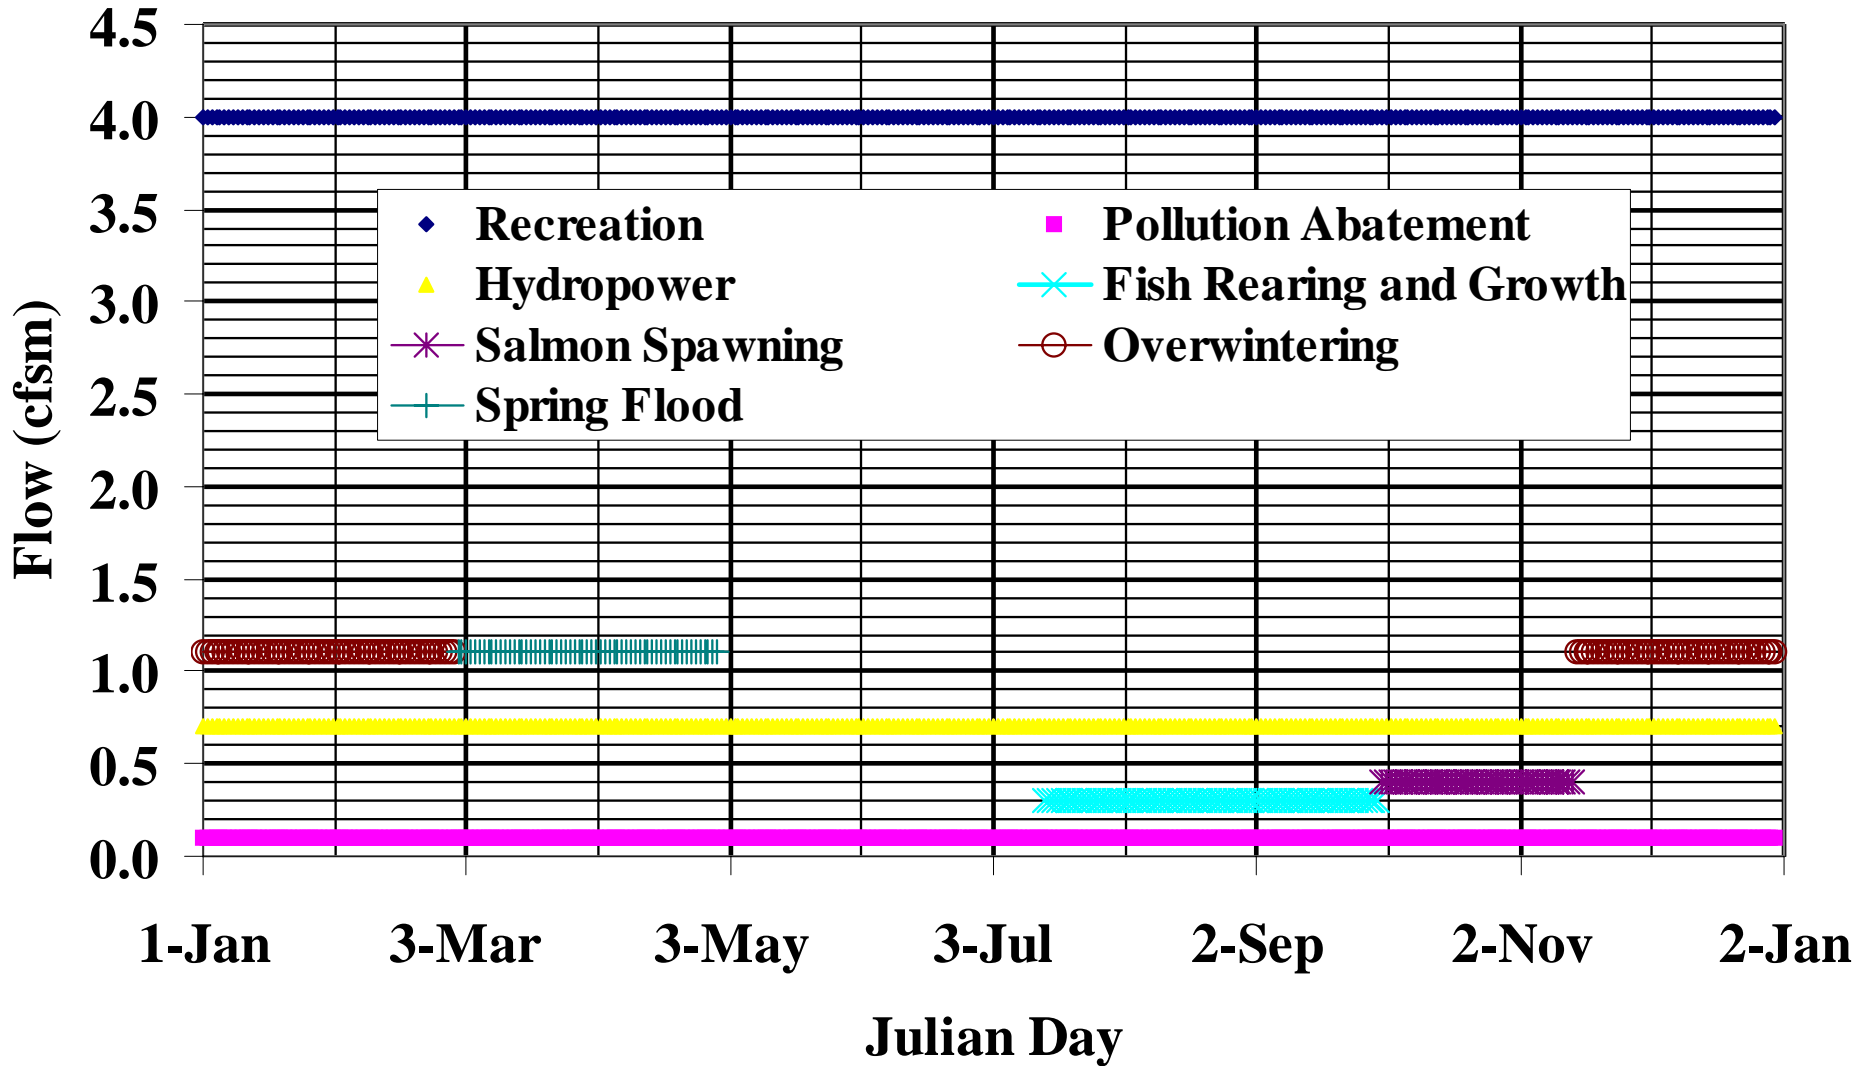 4.5
4.0
3.5
3.0
2.5
2.0
1.5
1.0
0.5
0.0
Flow (cfsm)
Recreation
Pollution Abatement
Hydropower
Fish Rearing and Growth
Salmon Spawning
Overwintering
Spring Flood
1-Jan 3-Mar 3-May 3-Jul 2-Sep 2-Nov 2-Jan
Julian Day